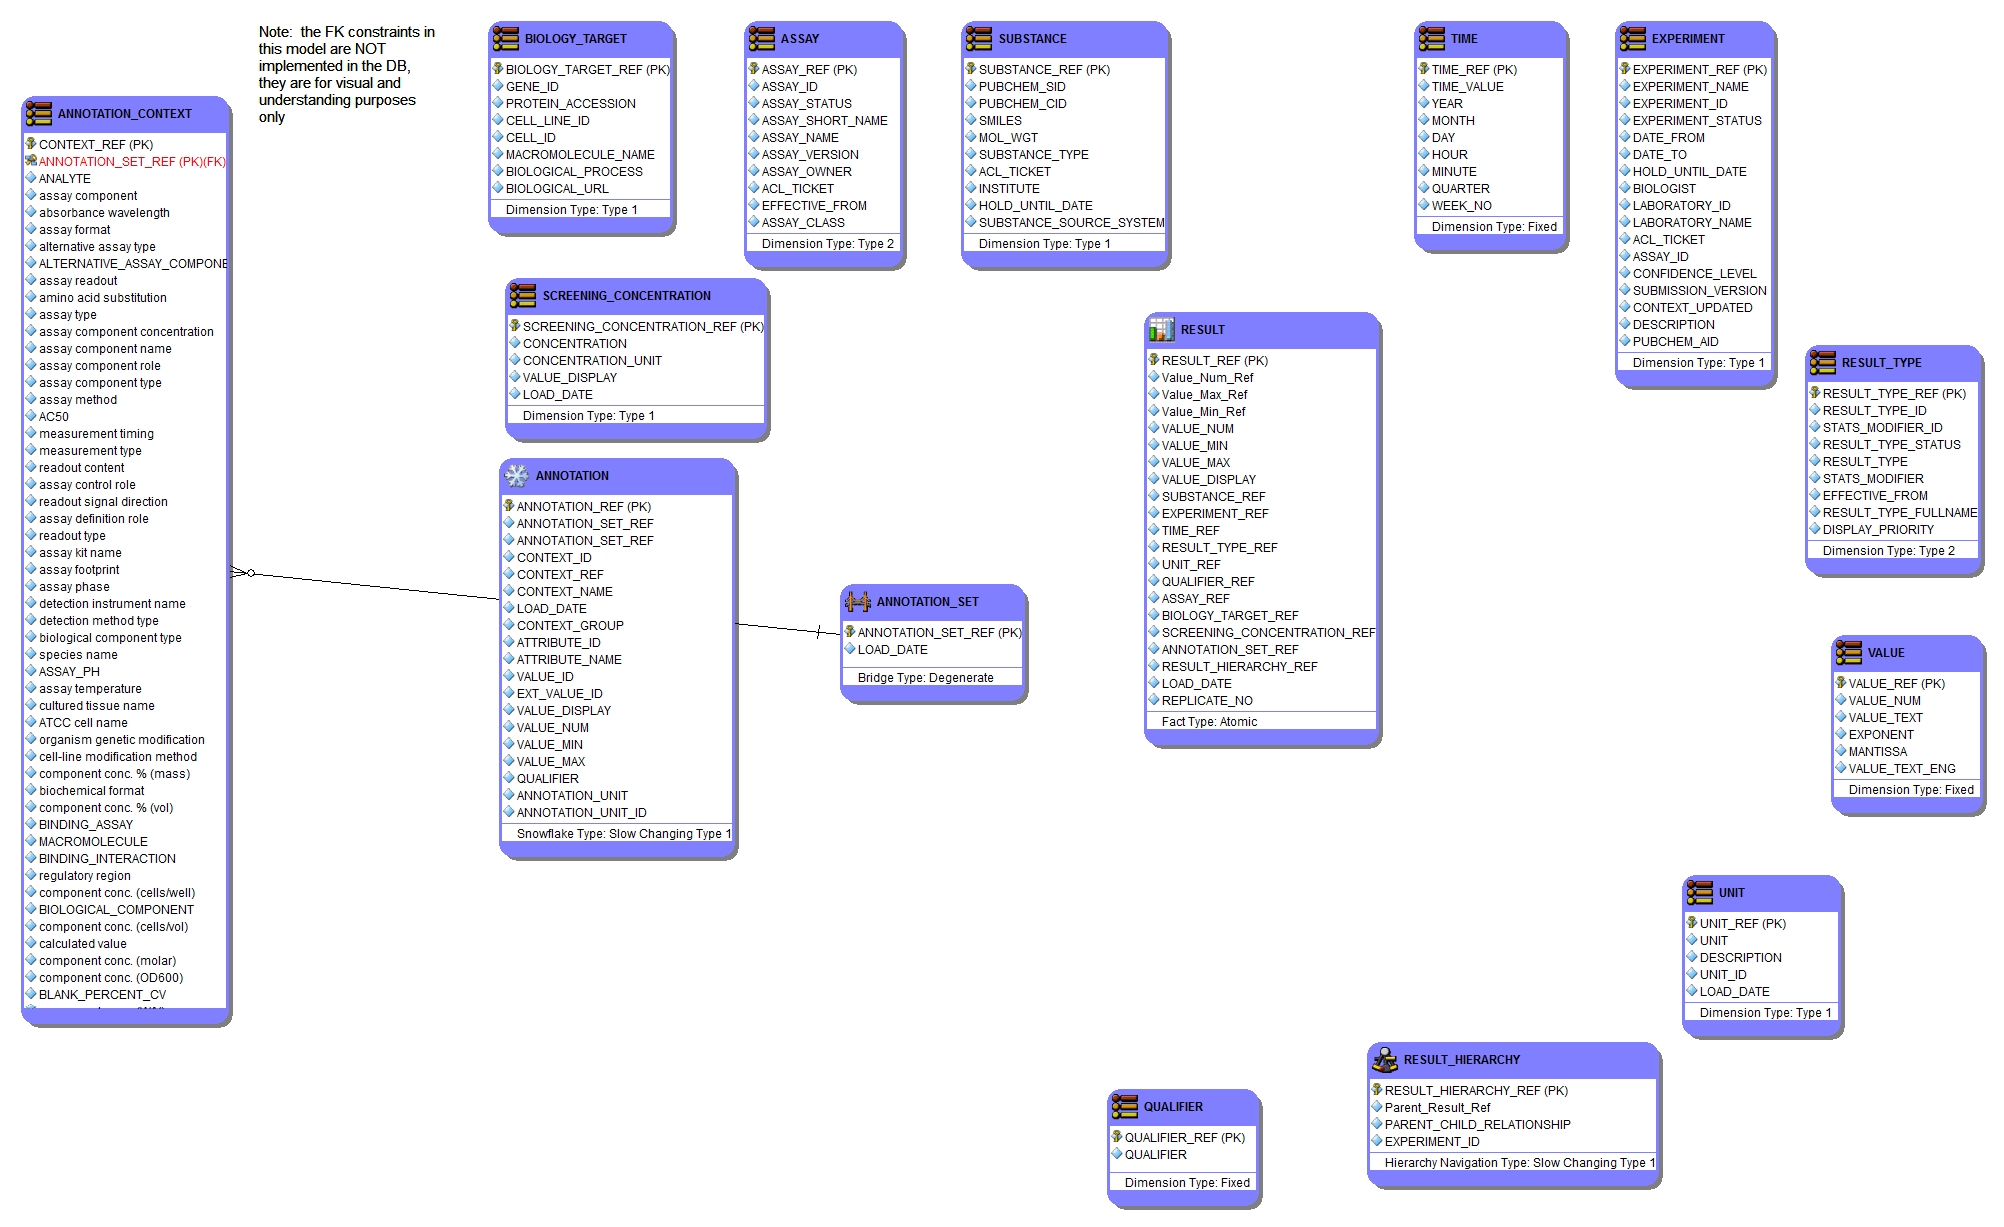 Note:  the FK constraints in
this model are NOT
implemented in the DB,
they are for visual and
understanding purposes
only
ANNOTATION_CONTEXT
CONTEXT_REF (PK)
ANNOTATION_SET_REF (PK)(FK)
ANALYTE
assay component
absorbance wavelength
assay format
alternative assay type
ALTERNATIVE_ASSAY_COMPONE
assay readout
amino acid substitution
assay type
assay component concentration
assay component name
assay component role
assay component type
assay method
AC50
measurement timing
measurement type
readout content
assay control role
readout signal direction
assay definition role
readout type
assay kit name
assay footprint
assay phase
detection instrument name
detection method type
biological component type
species name
ASSAY_PH
assay temperature
cultured tissue name
ATCC cell name
organism genetic modification
cell-line modification method
component conc. % (mass)
biochemical format
component conc. % (vol)
BINDING_ASSAY
MACROMOLECULE
BINDING_INTERACTION
regulatory region
component conc. (cells/well)
BIOLOGICAL_COMPONENT
component conc. (cells/vol)
calculated value
component conc. (molar)
component conc. (OD600)
BLANK_PERCENT_CV
BIOLOGY_TARGET
BIOLOGY_TARGET_REF (PK)
GENE_ID
PROTEIN_ACCESSION
CELL_LINE_ID
CELL_ID
MACROMOLECULE_NAME
BIOLOGICAL_PROCESS
BIOLOGICAL_URL
Dimension Type: Type 1
ASSAY
ASSAY_REF (PK)
ASSAY_ID
ASSAY_STATUS
ASSAY_SHORT_NAME
ASSAY_NAME
ASSAY_VERSION
ASSAY_OWNER
ACL_TICKET
EFFECTIVE_FROM
ASSAY_CLASS
Dimension Type: Type 2
SUBSTANCE
SUBSTANCE_REF (PK)
PUBCHEM_SID
PUBCHEM_CID
SMILES
MOL_WGT
SUBSTANCE_TYPE
ACL_TICKET
INSTITUTE
HOLD_UNTIL_DATE
SUBSTANCE_SOURCE_SYSTEM
Dimension Type: Type 1
TIME
TIME_REF (PK)
TIME_VALUE
YEAR
MONTH
DAY
HOUR
MINUTE
QUARTER
WEEK_NO
Dimension Type: Fixed
EXPERIMENT
EXPERIMENT_REF (PK)
EXPERIMENT_NAME
EXPERIMENT_ID
EXPERIMENT_STATUS
DATE_FROM
DATE_TO
HOLD_UNTIL_DATE
BIOLOGIST
LABORATORY_ID
LABORATORY_NAME
ACL_TICKET
ASSAY_ID
CONFIDENCE_LEVEL
SUBMISSION_VERSION
CONTEXT_UPDATED
DESCRIPTION
PUBCHEM_AID
Dimension Type: Type 1
SCREENING_CONCENTRATION
SCREENING_CONCENTRATION_REF (PK)
CONCENTRATION
CONCENTRATION_UNIT
VALUE_DISPLAY
LOAD_DATE
Dimension Type: Type 1
ANNOTATION
ANNOTATION_REF (PK)
ANNOTATION_SET_REF
ANNOTATION_SET_REF
CONTEXT_ID
CONTEXT_REF
CONTEXT_NAME
LOAD_DATE
CONTEXT_GROUP
ATTRIBUTE_ID
ATTRIBUTE_NAME
VALUE_ID
EXT_VALUE_ID
VALUE_DISPLAY
VALUE_NUM
VALUE_MIN
VALUE_MAX
QUALIFIER
ANNOTATION_UNIT
ANNOTATION_UNIT_ID
Snowflake Type: Slow Changing Type 1
ANNOTATION_SET
ANNOTATION_SET_REF (PK)
LOAD_DATE
Bridge Type: Degenerate
RESULT
RESULT_REF (PK)
Value_Num_Ref
Value_Max_Ref
Value_Min_Ref
VALUE_NUM
VALUE_MIN
VALUE_MAX
VALUE_DISPLAY
SUBSTANCE_REF
EXPERIMENT_REF
TIME_REF
RESULT_TYPE_REF
UNIT_REF
QUALIFIER_REF
ASSAY_REF
BIOLOGY_TARGET_REF
SCREENING_CONCENTRATION_REF
ANNOTATION_SET_REF
RESULT_HIERARCHY_REF
LOAD_DATE
REPLICATE_NO
Fact Type: Atomic
RESULT_TYPE
RESULT_TYPE_REF (PK)
RESULT_TYPE_ID
STATS_MODIFIER_ID
RESULT_TYPE_STATUS
RESULT_TYPE
STATS_MODIFIER
EFFECTIVE_FROM
RESULT_TYPE_FULLNAME
DISPLAY_PRIORITY
Dimension Type: Type 2
VALUE
VALUE_REF (PK)
VALUE_NUM
VALUE_TEXT
EXPONENT
MANTISSA
VALUE_TEXT_ENG
Dimension Type: Fixed
UNIT
UNIT_REF (PK)
UNIT
DESCRIPTION
UNIT_ID
LOAD_DATE
Dimension Type: Type 1
RESULT_HIERARCHY
RESULT_HIERARCHY_REF (PK)
Parent_Result_Ref
PARENT_CHILD_RELATIONSHIP
EXPERIMENT_ID
Hierarchy Navigation Type: Slow Changing Type 1
QUALIFIER
QUALIFIER_REF (PK)
QUALIFIER
Dimension Type: Fixed